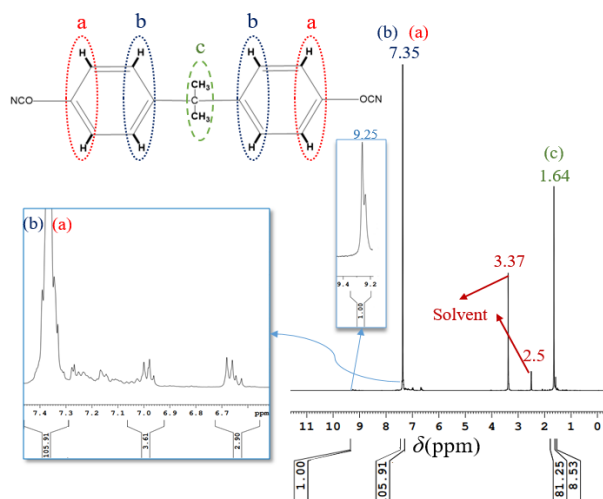 a
b
c
b
a
H
H
H
H
NCO
CH₃
CH₃
OCN
H
H
H
H
(b) (a)
7.35
9.25
9.4 9.2
1.00
(c)
1.64
3.37
Solvent
2.5
(b) (a)
7.4 7.3 7.2 7.1 7.0 6.9 6.8 6.7 ppm
105.91
3.61
2.90
11 10 9 8 7 6 5 4 3 2 1 0
δ(ppm)
1.00
05.91
81.25
8.53